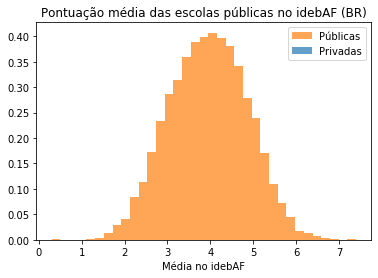 Pontuação média das escolas públicas no idebAF (BR)
Públicas
Privadas
0.40
0.35
0.30
0.25
0.20
0.15
0.10
0.05
0.00
0 1 2 3 4 5 6 7
Média no idebAF